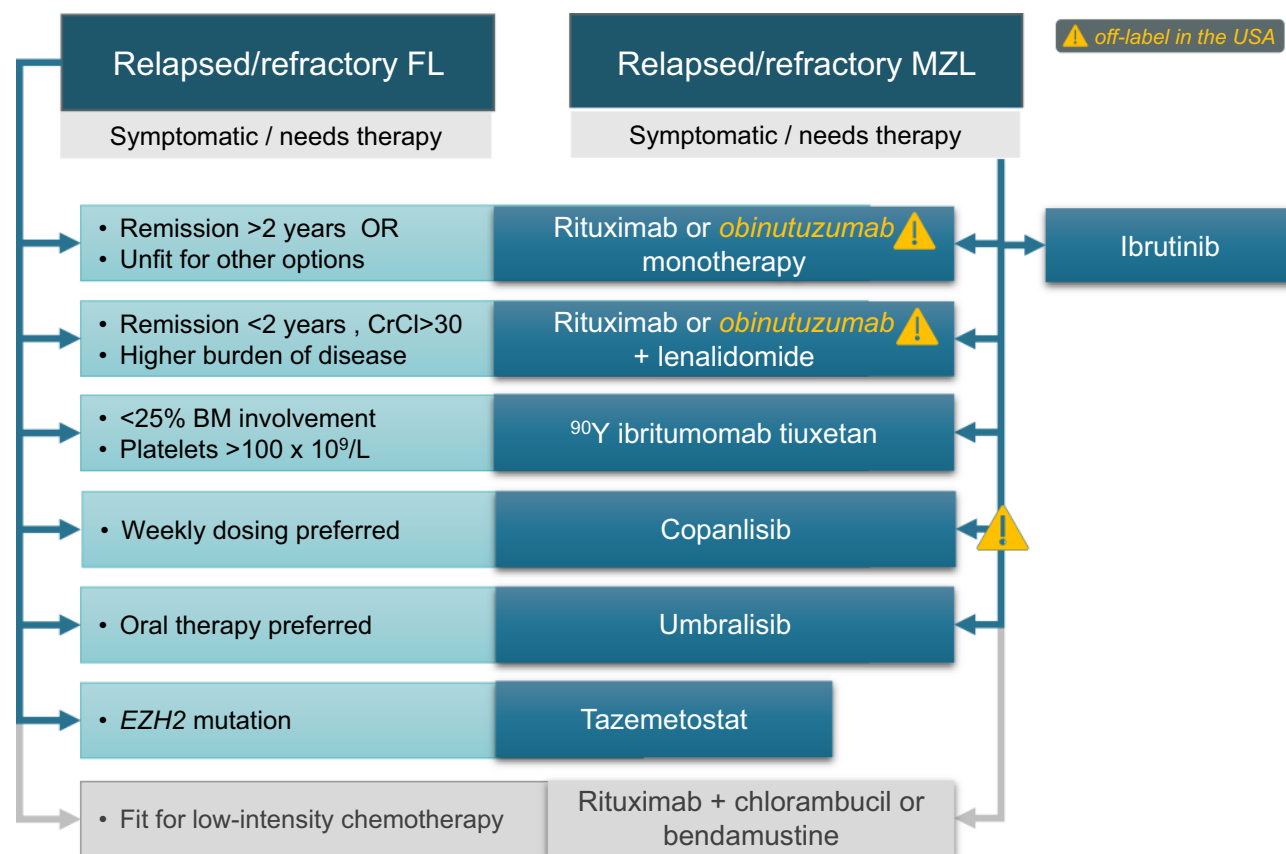 Relapsed/refractory FL
Symptomatic / needs therapy
Relapsed/refractory MZL
Symptomatic / needs therapy
off-label in the USA
• Remission >2 years OR
• Unfit for other options
Rituximab or obinutuzumab
monotherapy
Ibrutinib
• Remission <2 years , CrCl>30
• Higher burden of disease
Rituximab or obinutuzumab
+ lenalidomide
• <25% BM involvement
• Platelets >100 x 10⁹/L
⁹⁰Y ibritumomab tiuxetan
• Weekly dosing preferred
Copanlisib
• Oral therapy preferred
Umbralisib
• EZH2 mutation
Tazemetostat
• Fit for low-intensity chemotherapy
Rituximab + chlorambucil or
bendamustine